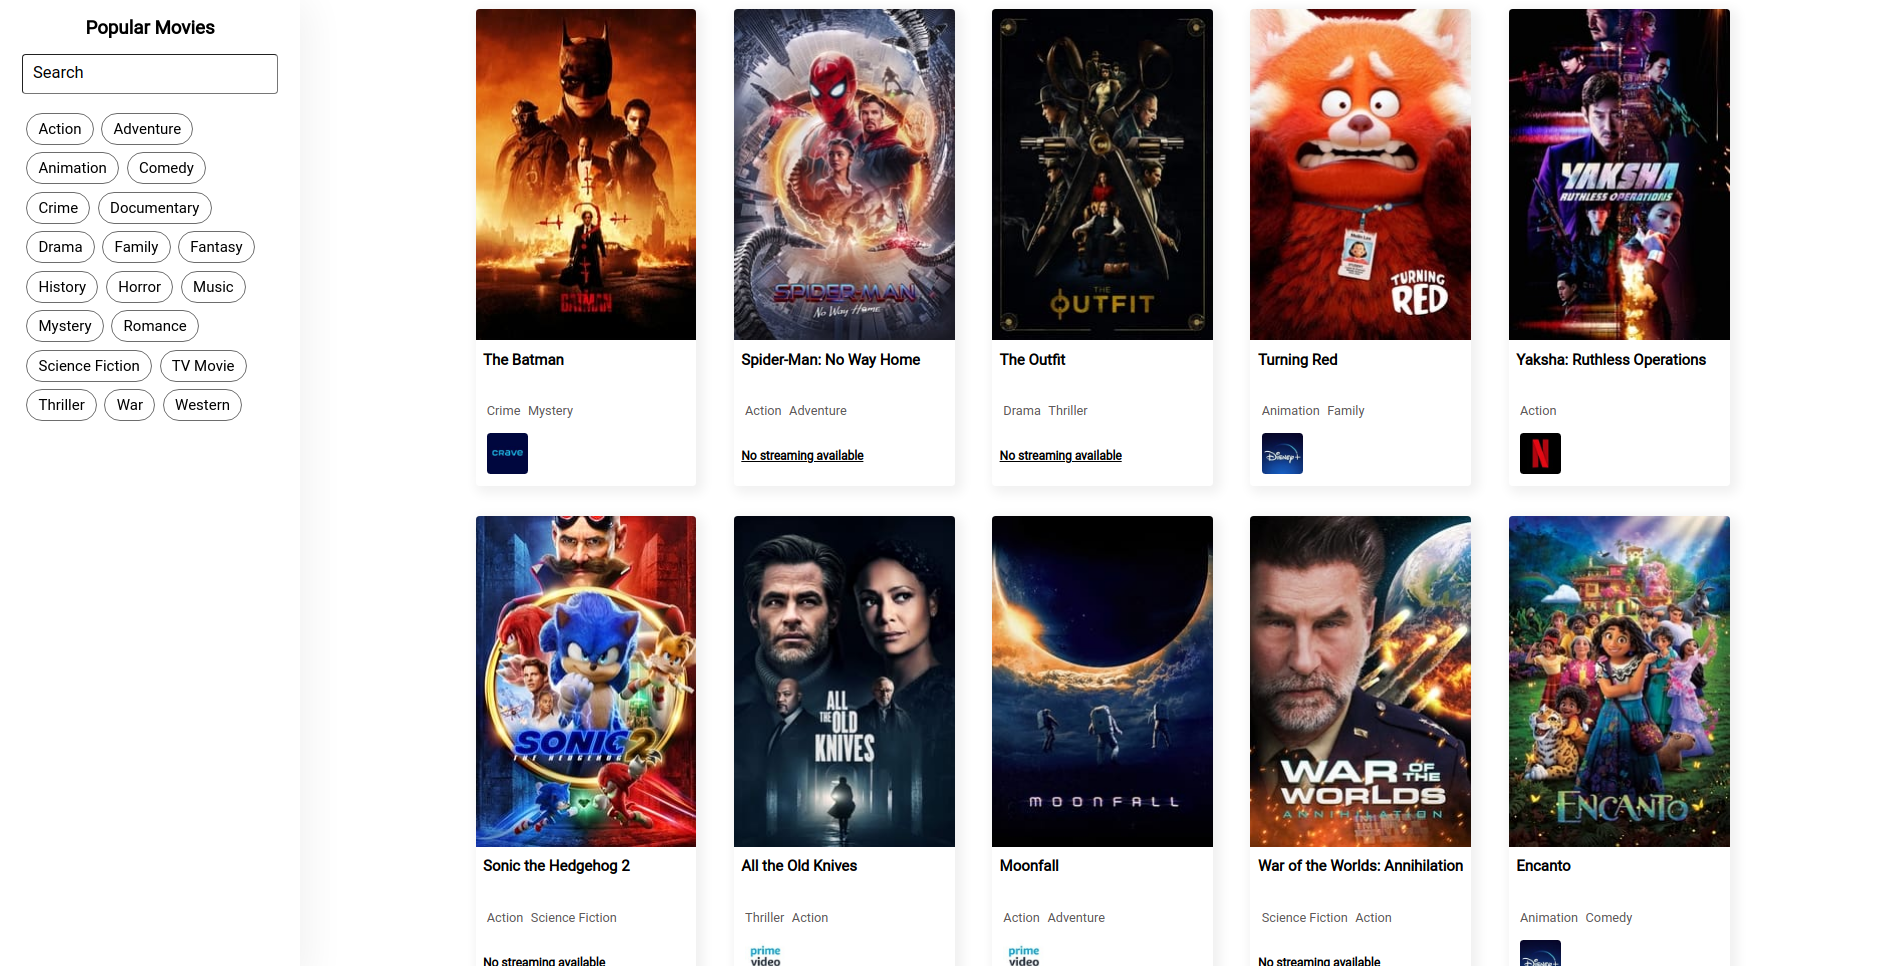 Popular Movies
Search
Action Adventure
Animation Comedy
Crime Documentary
Drama Family Fantasy
History Horror Music
Mystery Romance
Science Fiction TV Movie
Thriller War Western
BATMAN
The Batman
Crime Mystery
CRAVE
SPIDER-MAN
No Way Home
Spider-Man: No Way Home
Action Adventure
No streaming available
THE
OUTFIT
The Outfit
Drama Thriller
No streaming available
TURNING
RED
Turning Red
Animation Family
Disney+
YAKSHA
RUTHLESS OPERATIONS
Yaksha: Ruthless Operations
Action
N
SONIC 2
THE HEDGEHOG
Sonic the Hedgehog 2
Action Science Fiction
No streaming available
ALL
THE OLD
KNIVES
All the Old Knives
Thriller Action
prime
video
MOONFALL
Moonfall
Action Adventure
prime
video
WAR OF THE
WORLDS
ANNIHILATION
War of the Worlds: Annihilation
Science Fiction Action
No streaming available
ENCANTO
Encanto
Animation Comedy
Disney+